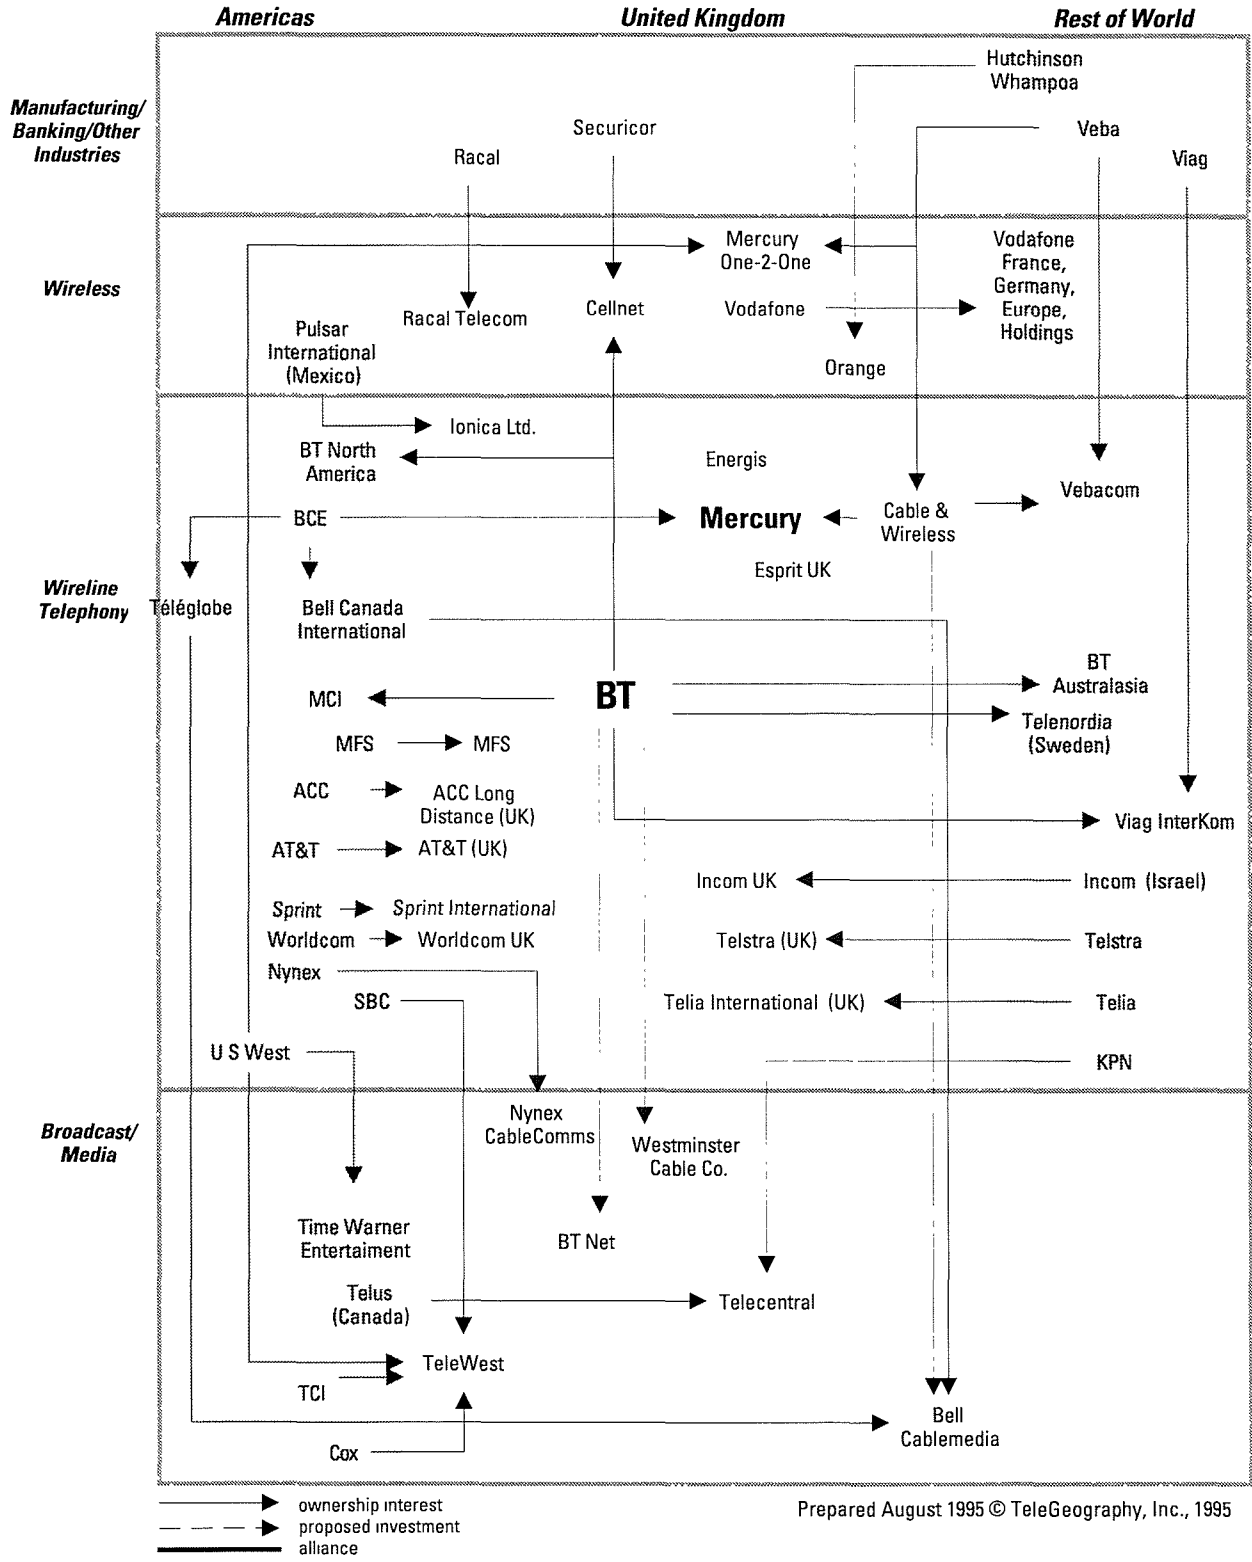 Americas
United Kingdom
Rest of World
Manufacturing/
Banking/Other
Industries
Hutchinson
Whampoa
Securicor
Veba
Racal
Viag
Wireless
Mercury
One-2-One
Vodafone
France,
Germany,
Europe,
Holdings
Racal Telecom
Cellnet
Vodafone
Pulsar
International
(Mexico)
Orange
Wireline
Telephony
Ionica Ltd.
BT North
America
Energis
Vebacom
BCE
Mercury
Cable &
Wireless
Esprit UK
Téléglobe
Bell Canada
International
BT
Australasia
MCI
BT
Telenordia
(Sweden)
MFS
MFS
ACC
ACC Long
Distance (UK)
Viag InterKom
AT&T
AT&T (UK)
Incom UK
Incom (Israel)
Sprint
Sprint International
Worldcom
Worldcom UK
Telstra (UK)
Telstra
Nynex
SBC
Telia International (UK)
Telia
U S West
KPN
Broadcast/
Media
Nynex
CableComms
Westminster
Cable Co.
Time Warner
Entertaiment
BT Net
Telus
(Canada)
Telecentral
TeleWest
TCI
Bell
Cablemedia
Cox
ownership interest
proposed investment
alliance
Prepared August 1995 © TeleGeography, Inc., 1995